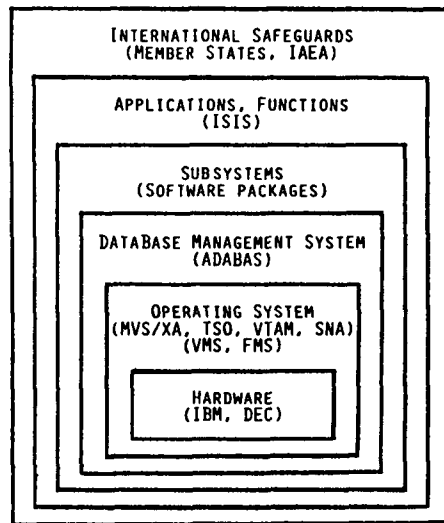 INTERNATIONAL SAFEGUARDS
(MEMBER STATES, IAEA)
APPLICATIONS, FUNCTIONS
(ISIS)
SUBSYSTEMS
(SOFTWARE PACKAGES)
DATABASE MANAGEMENT SYSTEM
(ADABAS)
OPERATING SYSTEM
(MVS/XA, TSO, VTAM, SNA)
(VMS, FMS)
HARDWARE
(IBM, DEC)